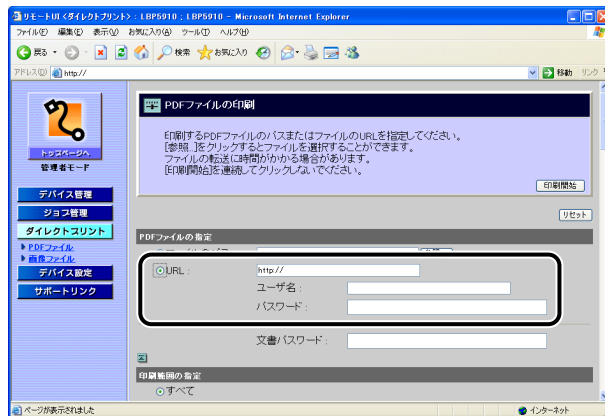 リモートUI <ダイレクトプリント> : LBP5910 ; LBP5910 - Microsoft Internet Explorer
ファイル(F) 編集(E) 表示(V) お気に入り(A) ツール(T) ヘルプ(H)
戻る 検索 お気に入り
アドレス(D) http:// 移動 リンク
PDFファイルの印刷
印刷するPDFファイルのパスまたはファイルのURLを指定してください。
[参照...]をクリックするとファイルを選択することができます。
ファイルの転送に時間がかかる場合があります。
[印刷開始]を連続してクリックしないでください。
印刷開始
リセット
トップページへ
管理者モード
デバイス管理
ジョブ管理
ダイレクトプリント
PDFファイル
画像ファイル
デバイス設定
サポートリンク
PDFファイルの指定
URL : http://
ユーザ名 :
パスワード :
文書パスワード :
印刷範囲の指定
すべて
ページが表示されました インターネット